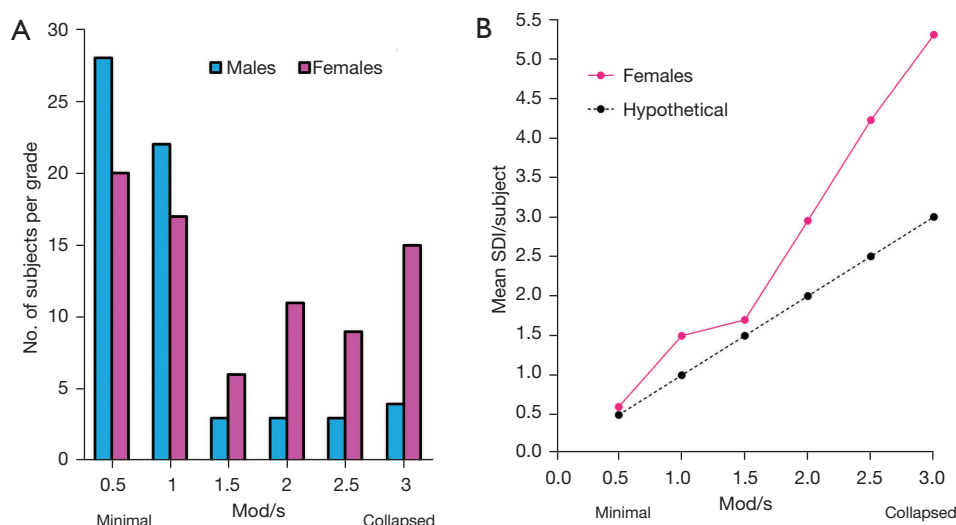 A
No. of subjects per grade
30
25
20
15
10
5
0
Males
Females
0.5
1
1.5
2
2.5
3
Minimal
Mod/s
Collapsed
B
Mean SDI/subject
5.5
5.0
4.5
4.0
3.5
3.0
2.5
2.0
1.5
1.0
0.5
0.0
Females
Hypothetical
0.0
0.5
1.0
1.5
2.0
2.5
3.0
Minimal
Mod/s
Collapsed